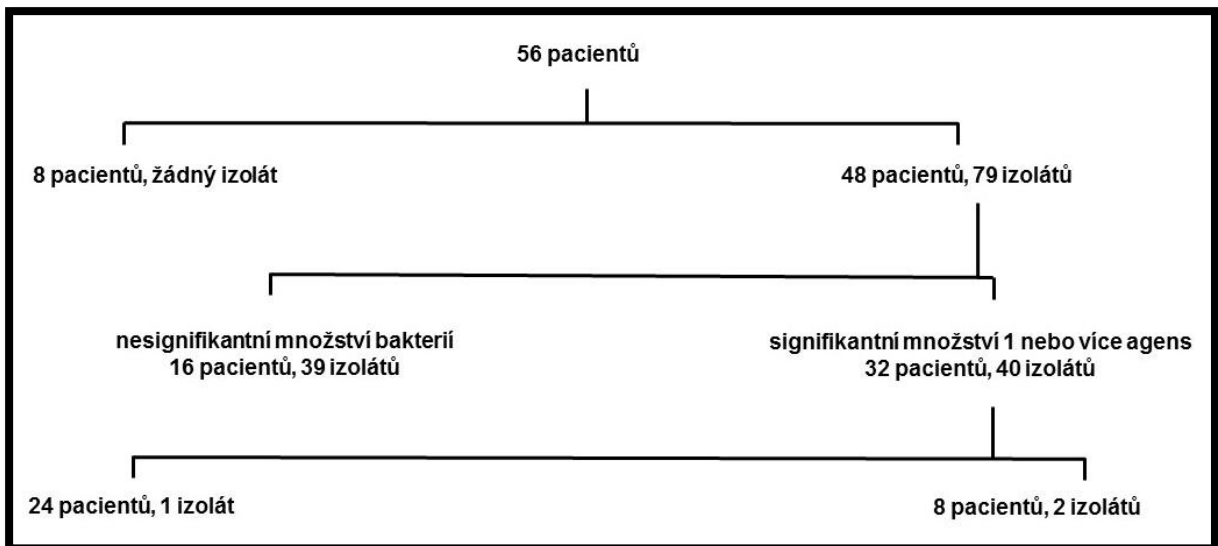 56 pacientů
8 pacientů, žádný izolát
48 pacientů, 79 izolátů
nesignifikantní množství bakterií
16 pacientů, 39 izolátů
signifikantní množství 1 nebo více agens
32 pacientů, 40 izolátů
24 pacientů, 1 izolát
8 pacientů, 2 izolátů